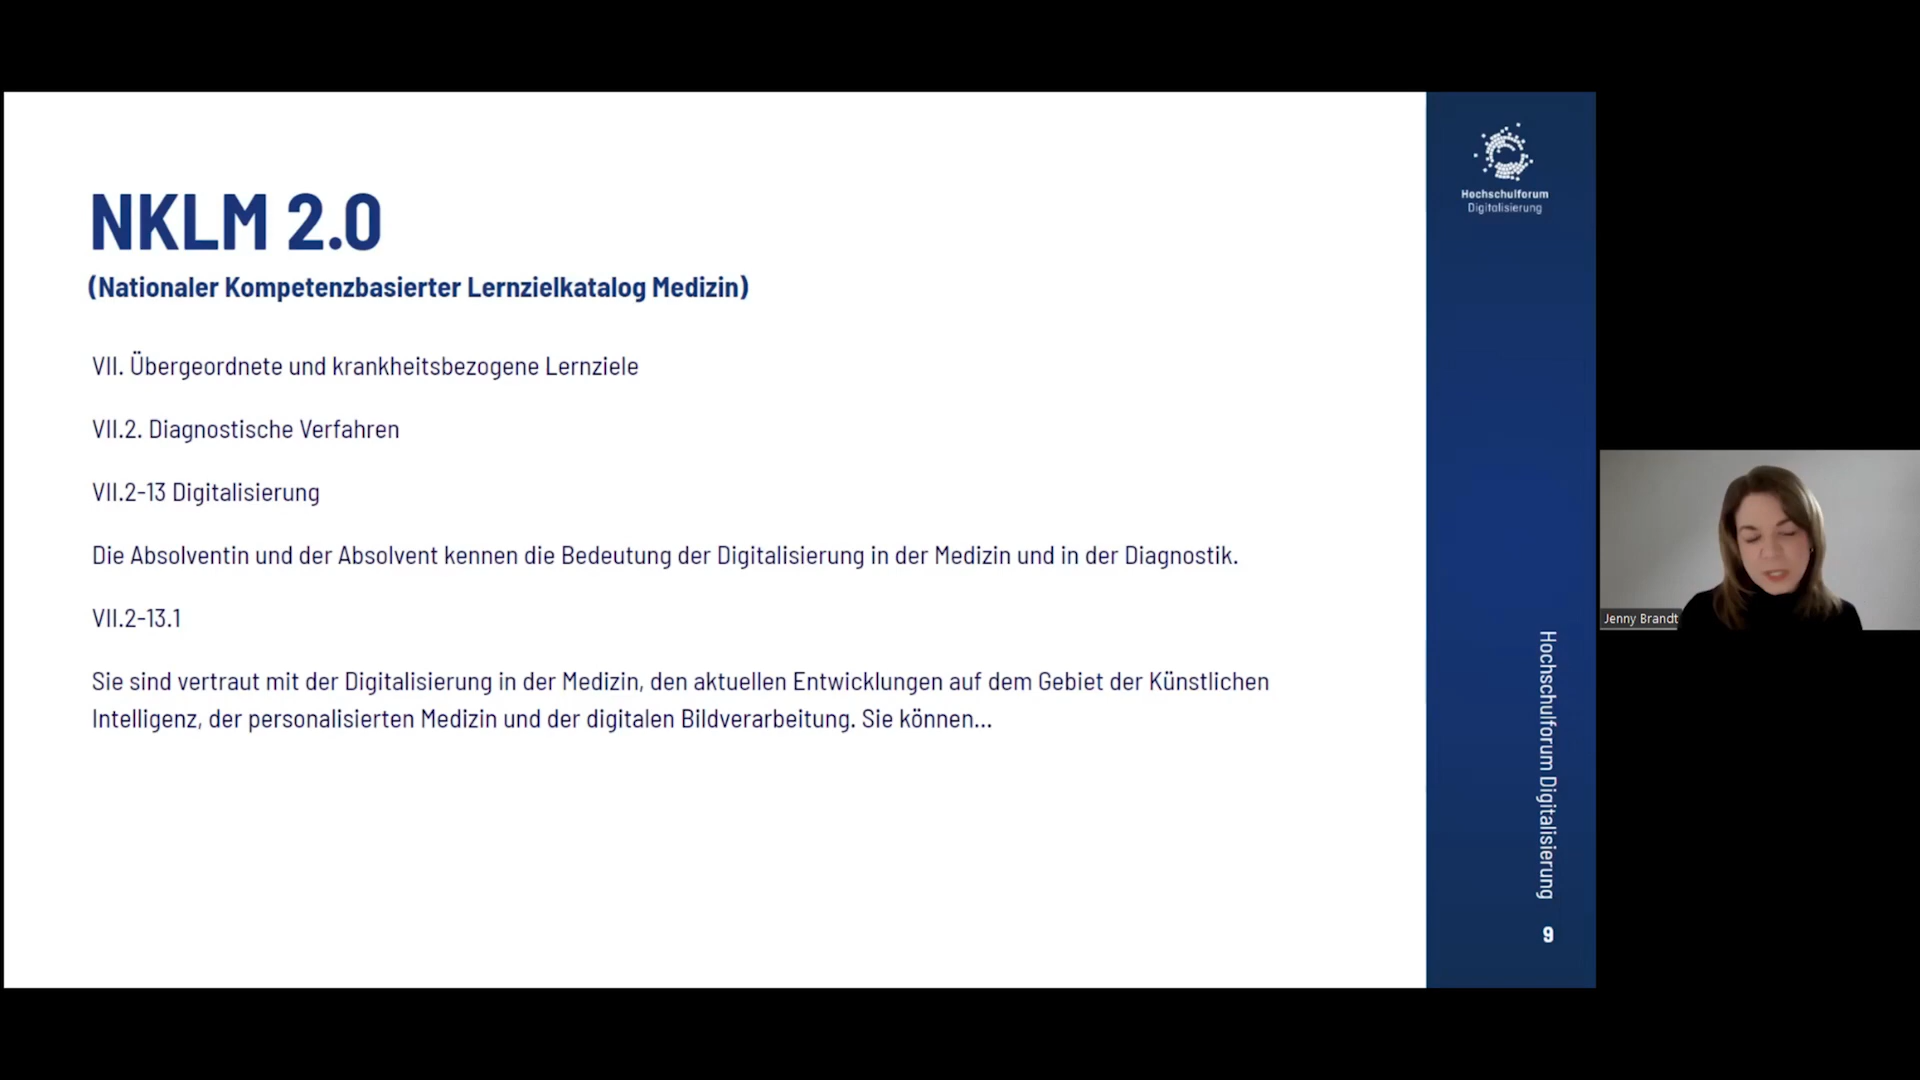 NKLM 2.0
(Nationaler Kompetenzbasierter Lernzielkatalog Medizin)
VII. Übergeordnete und krankheitsbezogene Lernziele
VII.2. Diagnostische Verfahren
VII.2-13 Digitalisierung
Die Absolventin und der Absolvent kennen die Bedeutung der Digitalisierung in der Medizin und in der Diagnostik.
VII.2-13.1
Sie sind vertraut mit der Digitalisierung in der Medizin, den aktuellen Entwicklungen auf dem Gebiet der Künstlichen
Intelligenz, der personalisierten Medizin und der digitalen Bildverarbeitung. Sie können...
Hochschulforum
Digitalisierung
Hochschulforum Digitalisierung
9
Jenny Brandt